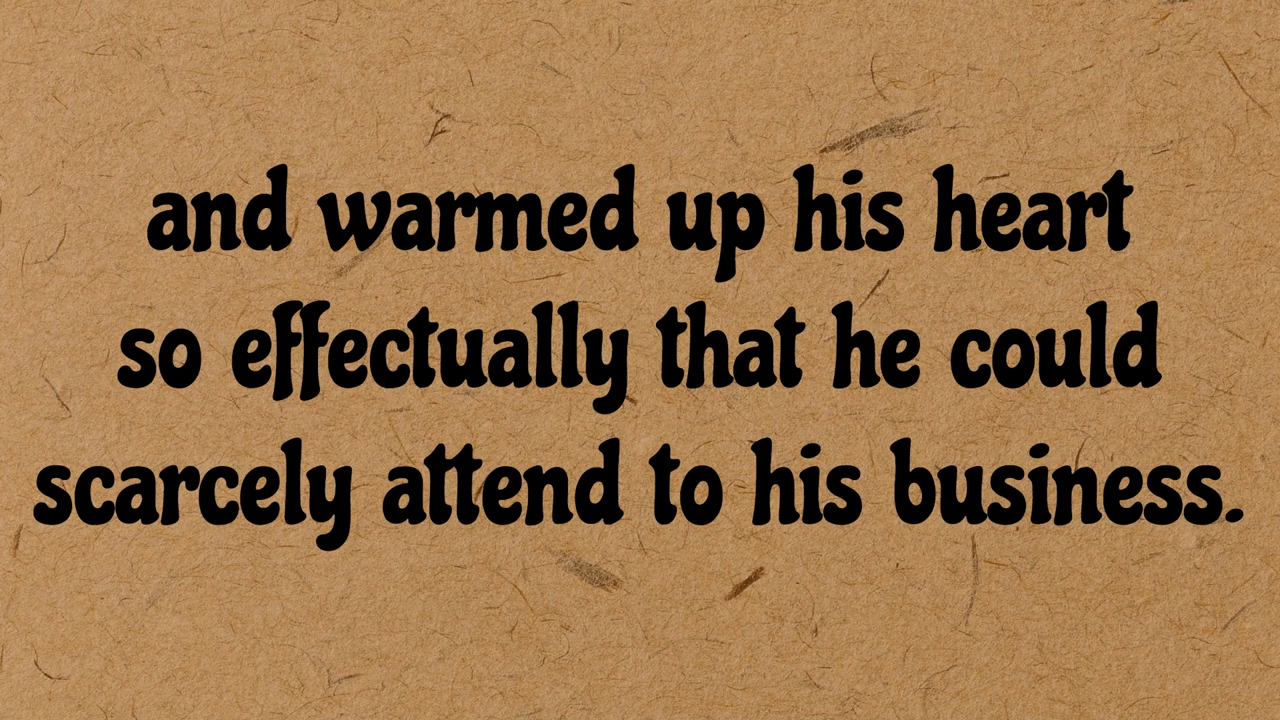 and warmed up his heart
so effectually that he could
scarcely attend to his business.